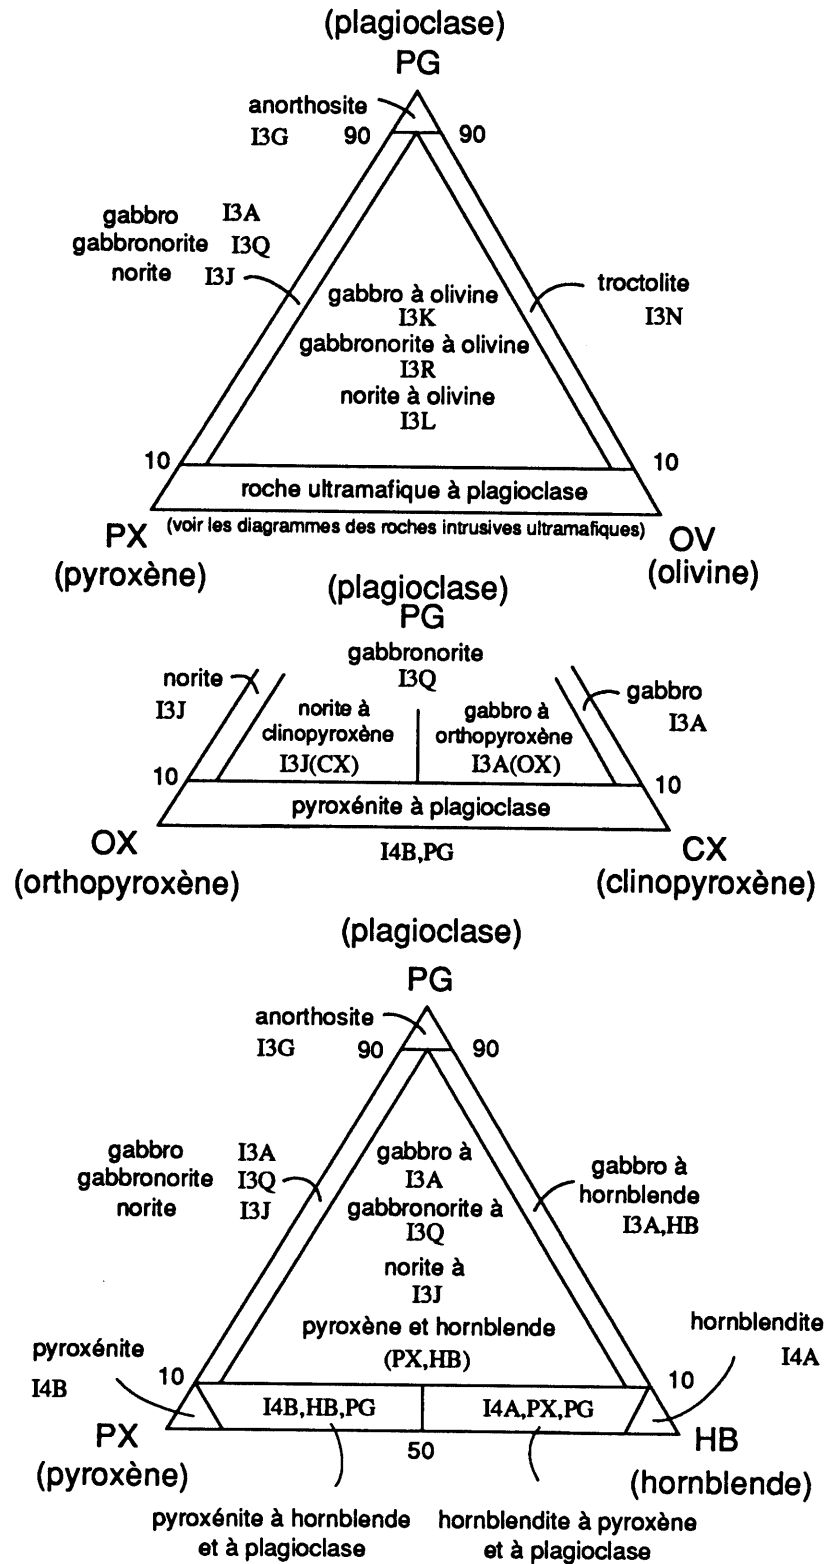 (plagioclase)
PG
anorthosite
I3G
90
90
gabbro I3A
gabbronorite I3Q
norite I3J
gabbro à olivine
I3K
gabbronorite à olivine
I3R
norite à olivine
I3L
troctolite
I3N
10
10
roche ultramafique à plagioclase
PX
(pyroxène)
(voir les diagrammes des roches intrusives ultramafiques)
OV
(olivine)
(plagioclase)
PG
gabbronorite
I3Q
norite
I3J
norite à
clinopyroxène
I3J(CX)
gabbro à
orthopyroxène
I3A(OX)
gabbro
I3A
10
10
pyroxénite à plagioclase
OX
(orthopyroxène)
I4B,PG
CX
(clinopyroxène)
(plagioclase)
PG
anorthosite
I3G
90
90
gabbro I3A
gabbronorite I3Q
norite I3J
gabbro à
I3A
gabbronorite à
I3Q
norite à
I3J
pyroxène et hornblende
(PX,HB)
gabbro à
hornblende
I3A,HB
pyroxénite
I4B
10
10
hornblendite
I4A
I4B,HB,PG
I4A,PX,PG
PX
(pyroxène)
50
HB
(hornblende)
pyroxénite à hornblende
et à plagioclase
hornblendite à pyroxène
et à plagioclase